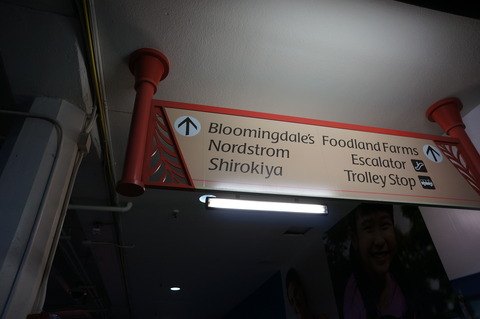 Bloomingdale's
Nordstrom
Shirokiya
Foodland Farms
Escalator
Trolley Stop